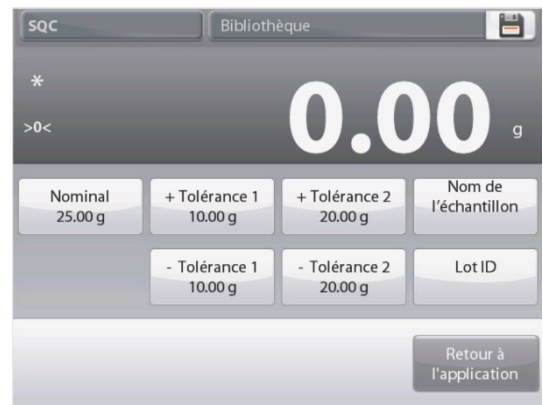 SQC
Bibliothèque
*
>0<
0.00 g
Nominal
25.00 g
+ Tolérance 1
10.00 g
+ Tolérance 2
20.00 g
Nom de
l'échantillon
- Tolérance 1
10.00 g
- Tolérance 2
20.00 g
Lot ID
Retour à
l'application